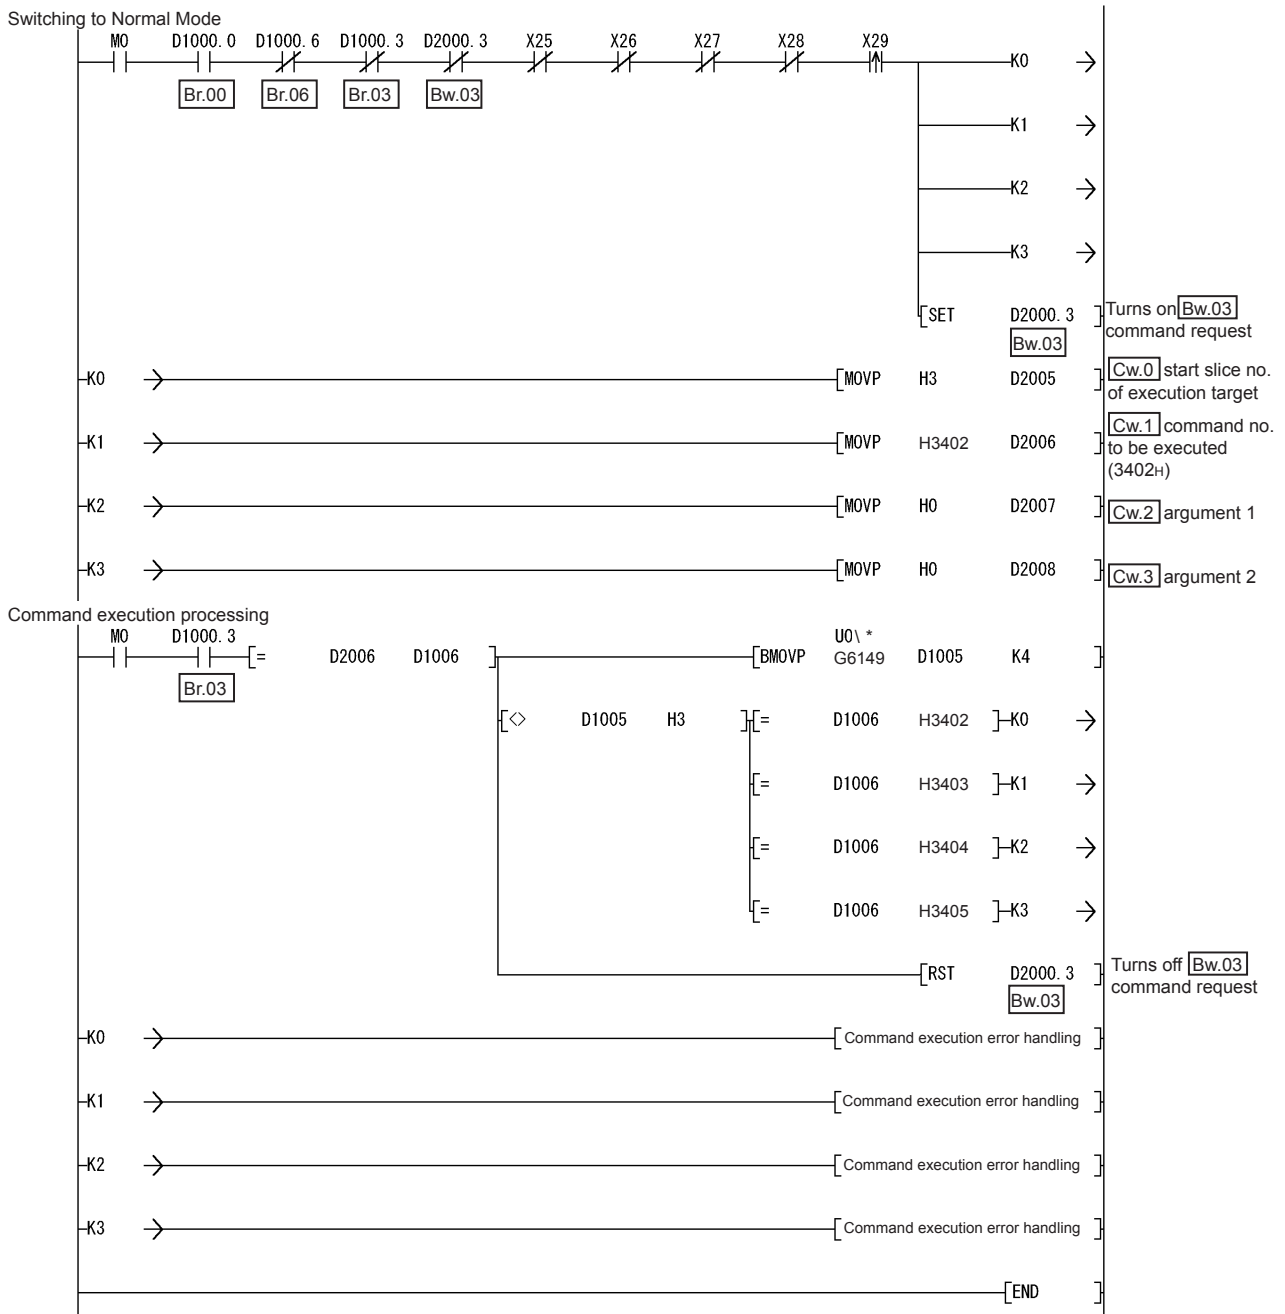 Switching to Normal Mode
M0 D1000.0 D1000.6 D1000.3 D2000.3 X25 X26 X27 X28 X29
K0
Br.00 Br.06 Br.03 Bw.03
K1
K2
K3
SET D2000.3 Turns on Bw.03
Bw.03 command request
K0 MOVP H3 D2005 Cw.0 start slice no.
of execution target
K1 MOVP H3402 D2006 Cw.1 command no.
to be executed
(3402H)
K2 MOVP H0 D2007 Cw.2 argument 1
K3 MOVP H0 D2008 Cw.3 argument 2
Command execution processing
M0 D1000.3 U0\ *
= D2006 D1006 BMOVP G6149 D1005 K4
Br.03
<> D1005 H3 = D1006 H3402 K0
= D1006 H3403 K1
= D1006 H3404 K2
= D1006 H3405 K3
RST D2000.3 Turns off Bw.03
Bw.03 command request
K0 Command execution error handling
K1 Command execution error handling
K2 Command execution error handling
K3 Command execution error handling
END